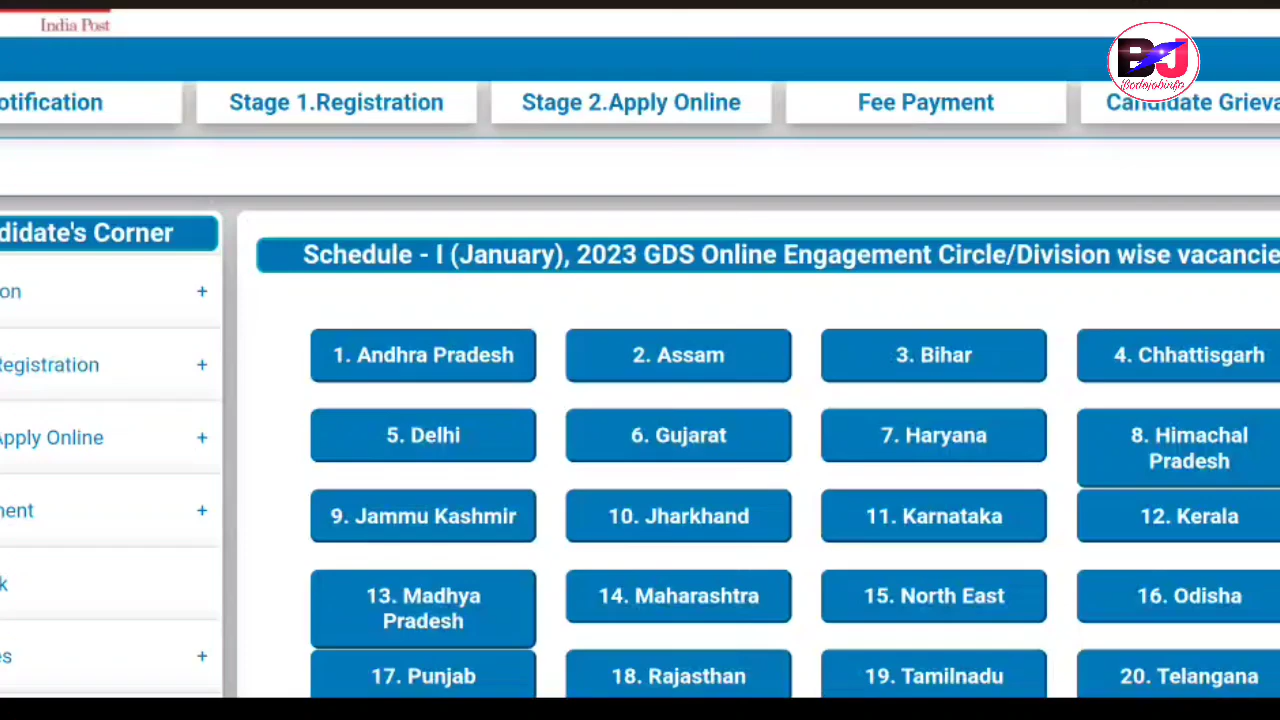 India Post
BJ
iBodojobinfo
otification
Stage 1.Registration
Stage 2.Apply Online
Fee Payment
Candidate Grieva
didate's Corner
on +
Registration +
Apply Online +
ment +
k
es +
Schedule - I (January), 2023 GDS Online Engagement Circle/Division wise vacancie
1. Andhra Pradesh
2. Assam
3. Bihar
4. Chhattisgarh
5. Delhi
6. Gujarat
7. Haryana
8. Himachal
Pradesh
9. Jammu Kashmir
10. Jharkhand
11. Karnataka
12. Kerala
13. Madhya
Pradesh
14. Maharashtra
15. North East
16. Odisha
17. Punjab
18. Rajasthan
19. Tamilnadu
20. Telangana